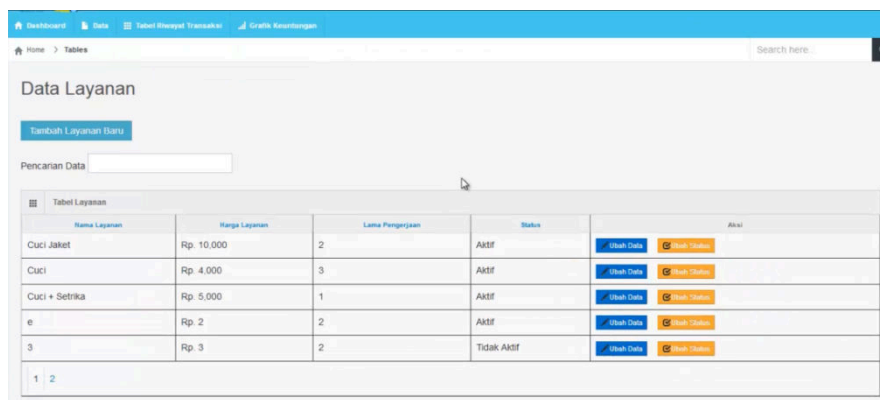 Dashboard Data Tabel Riwayat Transaksi Grafik Keuntungan
Home > Tables Search here...
Data Layanan
Tambah Layanan Baru
Pencarian Data
Tabel Layanan
Nama Layanan Harga Layanan Lama Pengerjaan Status Aksi
Cuci Jaket Rp. 10,000 2 Aktif Ubah Data Ubah Status
Cuci Rp. 4,000 3 Aktif Ubah Data Ubah Status
Cuci + Setrika Rp. 5,000 1 Aktif Ubah Data Ubah Status
e Rp. 2 2 Aktif Ubah Data Ubah Status
3 Rp. 3 2 Tidak Aktif Ubah Data Ubah Status
1 2